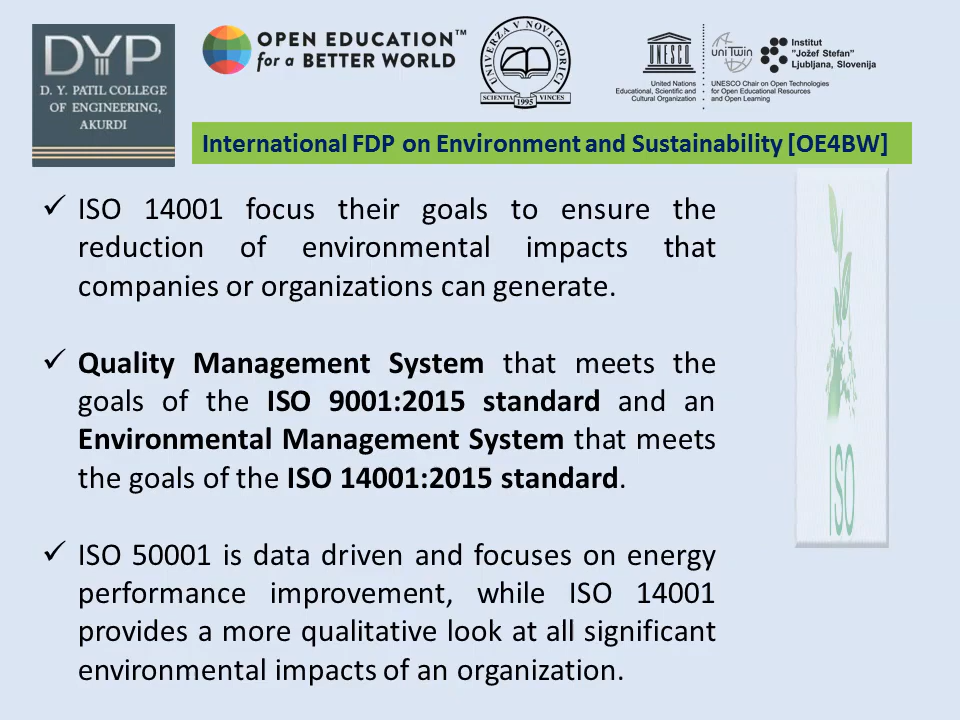 DYP
D. Y. PATIL COLLEGE
OF ENGINEERING,
AKURDI
OPEN EDUCATION™
for a BETTER WORLD
UNIVERZA V NOVI GORICI
SCIENTIA VINCES
1995
UNESCO
United Nations
Educational, Scientific and
Cultural Organization
uniTwin
Institut
"Jožef Stefan"
Ljubljana, Slovenija
UNESCO Chair on Open Technologies
for Open Educational Resources
and Open Learning
International FDP on Environment and Sustainability [OE4BW]
✓ ISO 14001 focus their goals to ensure the
reduction of environmental impacts that
companies or organizations can generate.
✓ Quality Management System that meets the
goals of the ISO 9001:2015 standard and an
Environmental Management System that meets
the goals of the ISO 14001:2015 standard.
✓ ISO 50001 is data driven and focuses on energy
performance improvement, while ISO 14001
provides a more qualitative look at all significant
environmental impacts of an organization.
ISO